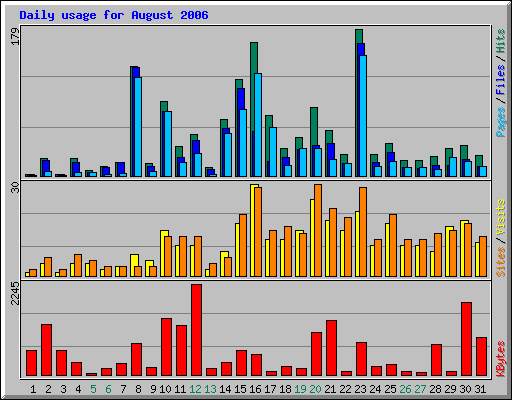 Daily usage for August 2006
179
30
2245
Pages / Files / Hits
Sites / Visits
KBytes
1 2 3 4 5 6 7 8 9 10 11 12 13 14 15 16 17 18 19 20 21 22 23 24 25 26 27 28 29 30 31